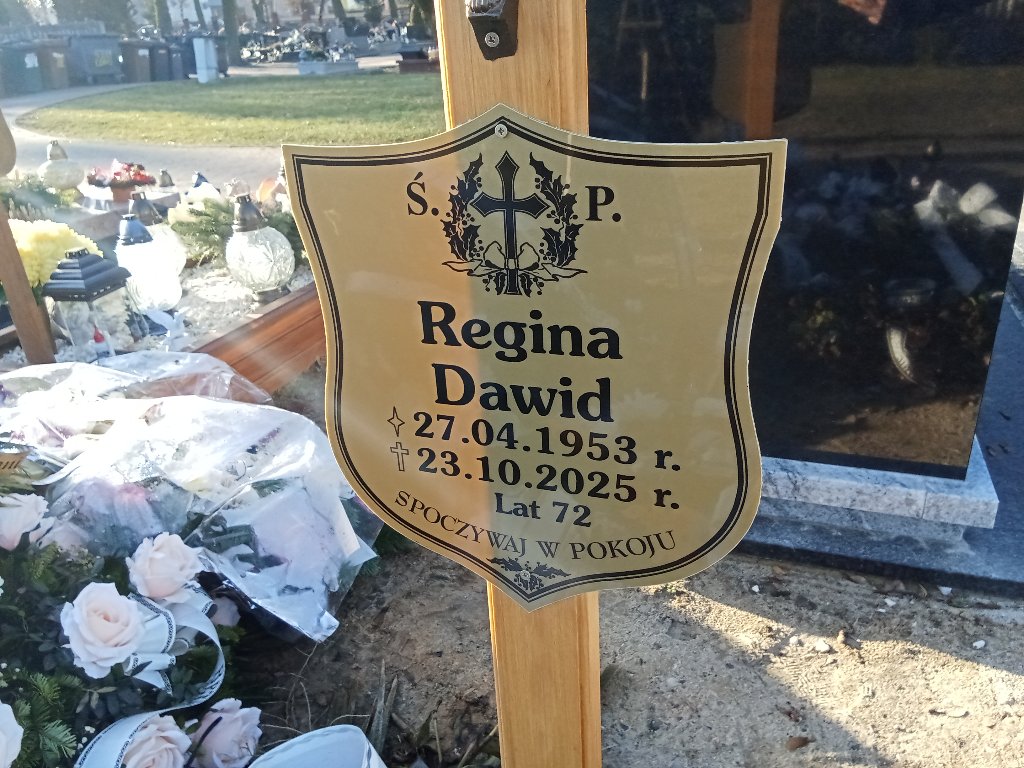 Ś. P.
Regina
Dawid
27.04.1953 r.
23.10.2025 r.
Lat 72
SPOCZYWAJ W POKOJU